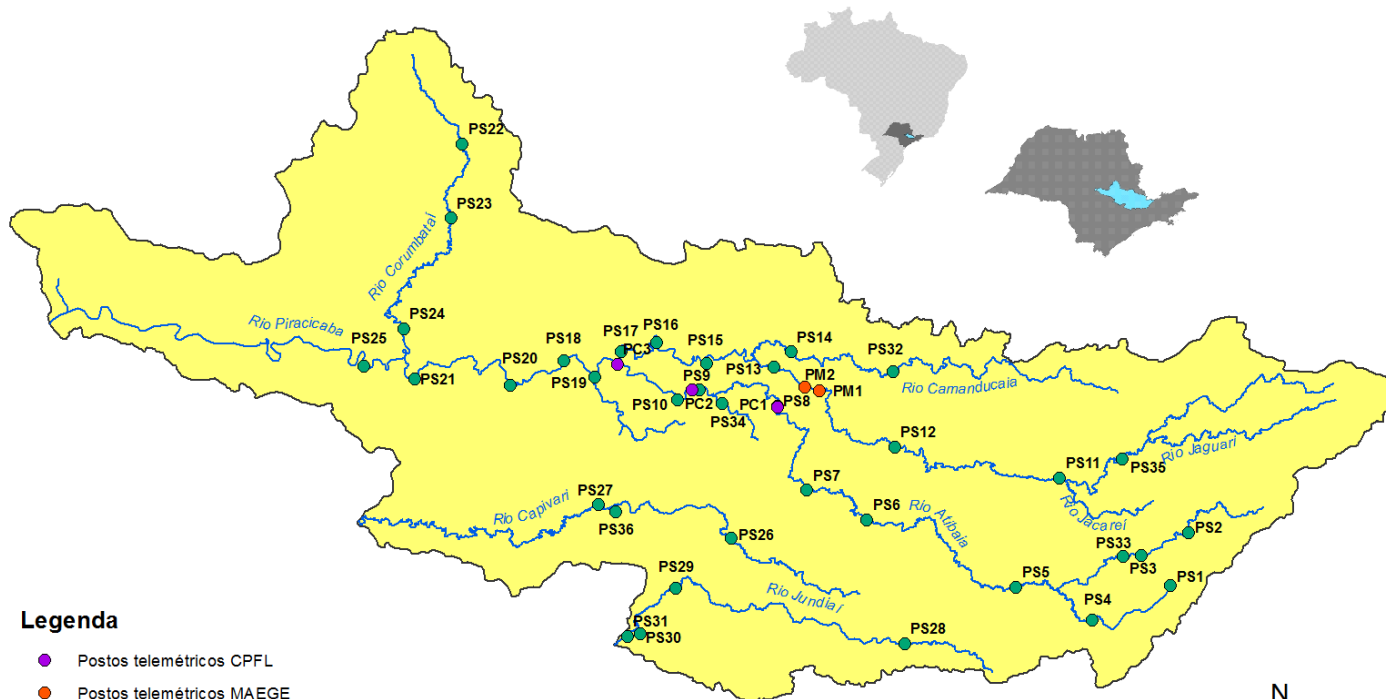 PS22
PS23
Rio Corumbataí
PS24
Rio Piracicaba
PS25
PS21
PS20
PS18
PS19
PS17
PC3
PS16
PS15
PS14
PS13
PS32
Rio Camanducaia
PM2
PM1
PS9
PS10
PC2
PS34
PC1
PS8
PS12
PS11
PS35
Rio Jaguari
Rio Jacareí
PS7
PS6
Rio Atibaia
PS27
Rio Capivari
PS36
PS26
PS2
PS33
PS3
PS1
PS5
PS4
PS29
Rio Jundiaí
PS31
PS30
PS28
Legenda
Postos telemétricos CPFL
Postos telemétricos MAEGE
N